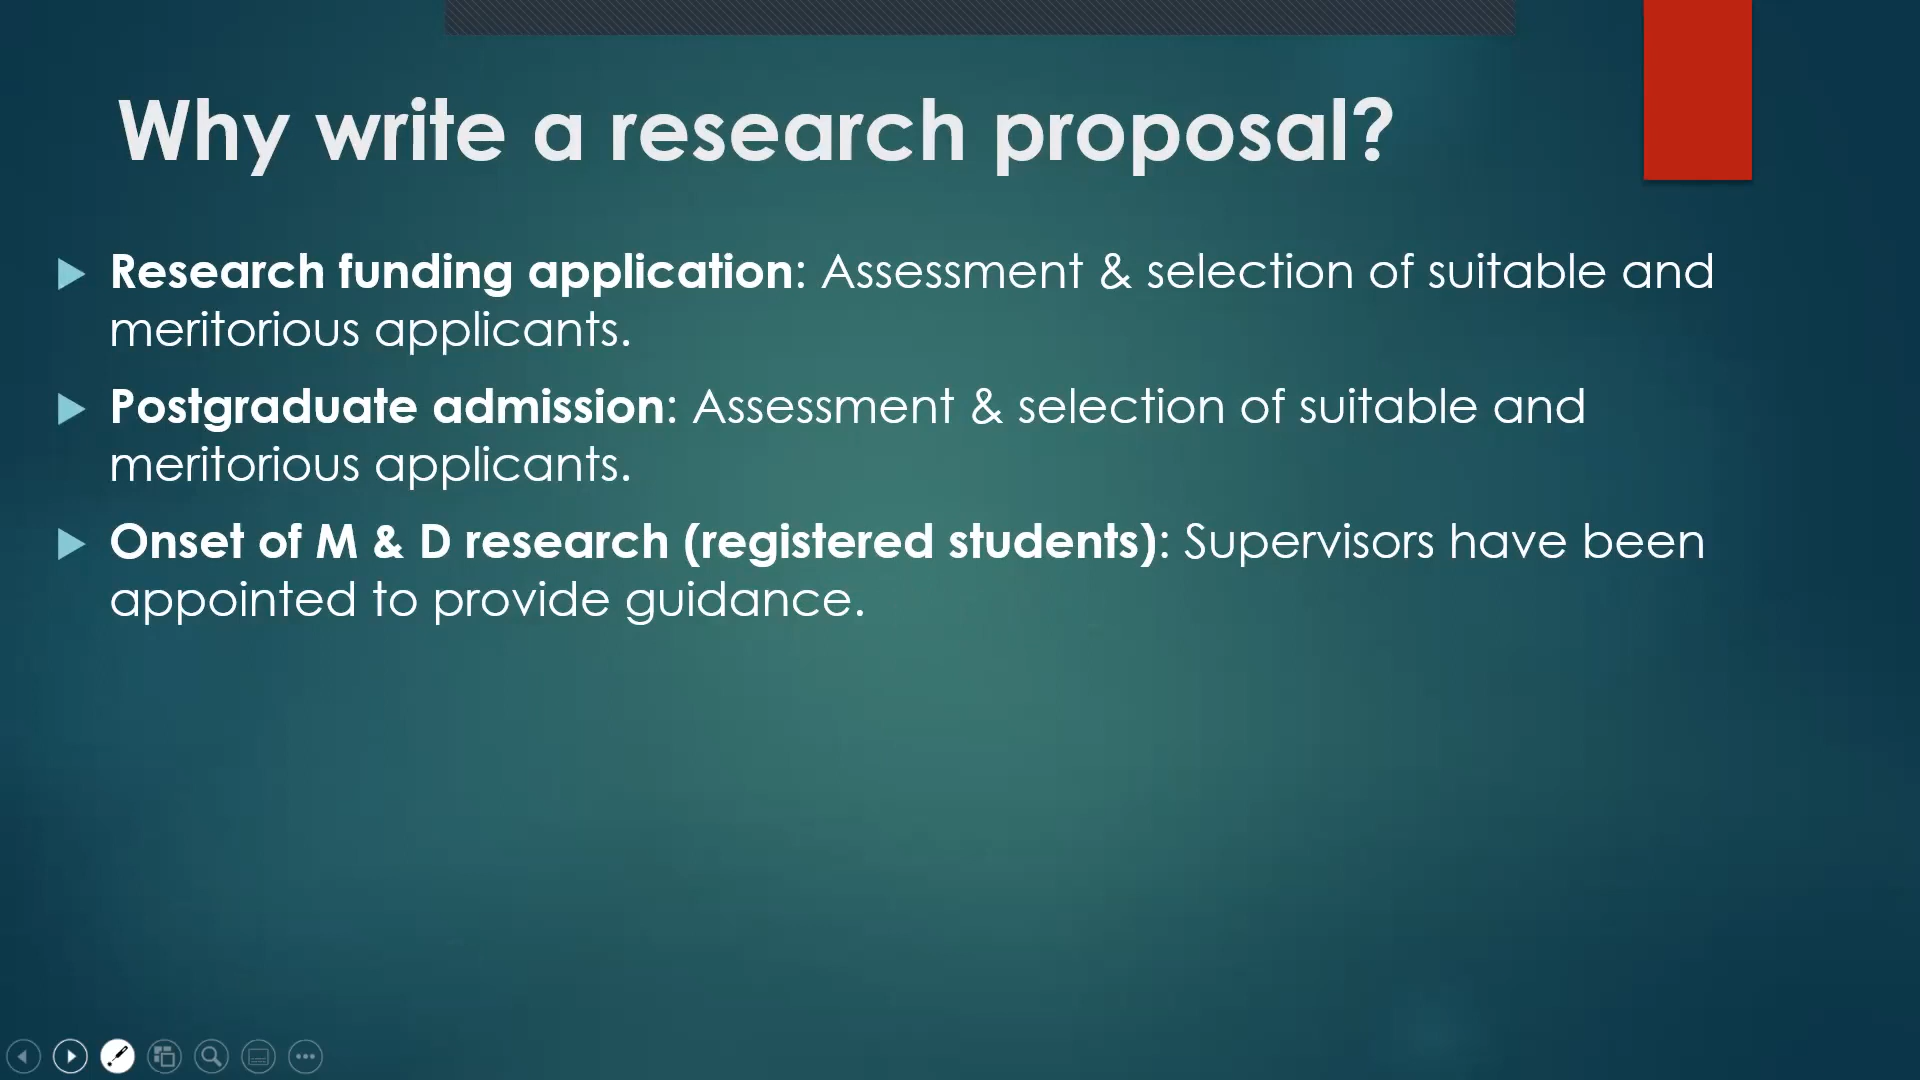 Why write a research proposal?
Research funding application: Assessment & selection of suitable and
meritorious applicants.
Postgraduate admission: Assessment & selection of suitable and
meritorious applicants.
Onset of M & D research (registered students): Supervisors have been
appointed to provide guidance.